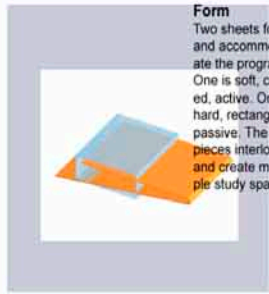 Form
Two sheets fo
and accomm
ate the progra
One is soft, c
ed, active. On
hard, rectang
passive. The
pieces interlo
and create m
ple study spa